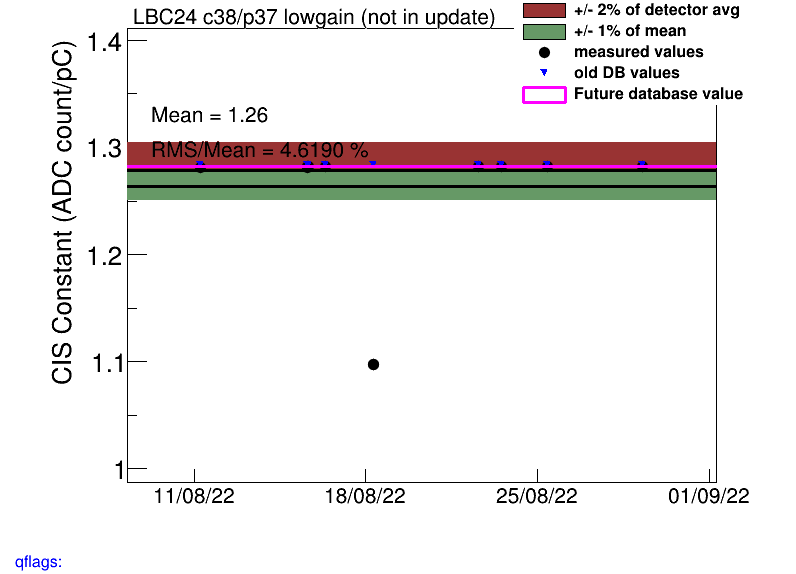 LBC24 c38/p37 lowgain (not in update)
+/- 2% of detector avg
+/- 1% of mean
measured values
old DB values
Future database value
Mean = 1.26
RMS/Mean = 4.6190 %
CIS Constant (ADC count/pC)
1.4
1.3
1.2
1.1
1
11/08/22 18/08/22 25/08/22 01/09/22
qflags: